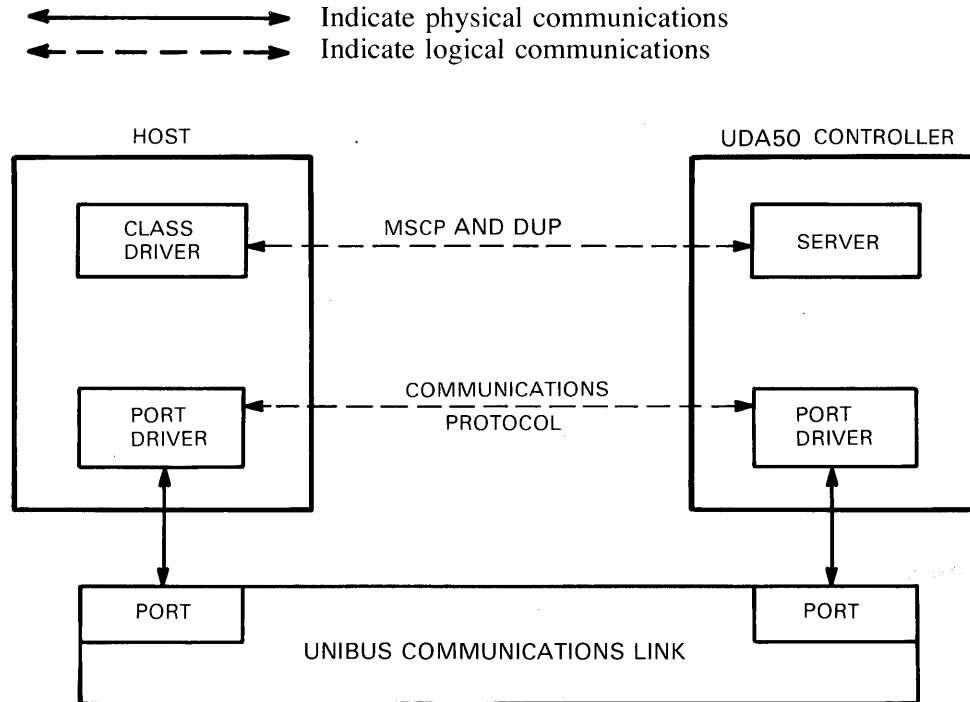 Indicate physical communications
Indicate logical communications
HOST
UDA50 CONTROLLER
CLASS
DRIVER
MSCP AND DUP
SERVER
PORT
DRIVER
COMMUNICATIONS
PROTOCOL
PORT
DRIVER
PORT
PORT
UNIBUS COMMUNICATIONS LINK